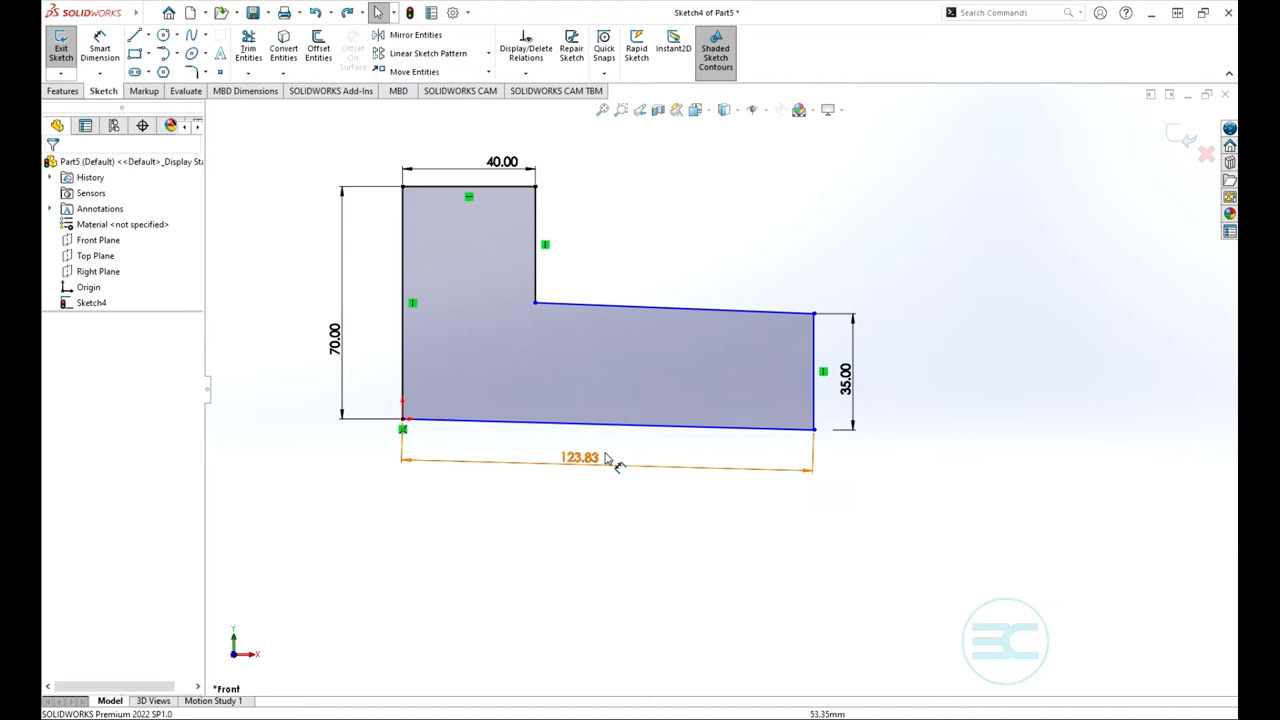 SOLIDWORKS
Sketch4 of Part5 *
Search Commands
Exit Sketch
Smart Dimension
Trim Entities
Convert Entities
Offset Entities
Offset On Surface
Mirror Entities
Linear Sketch Pattern
Move Entities
Display/Delete Relations
Repair Sketch
Quick Snaps
Rapid Sketch
Instant2D
Shaded Sketch Contours
Features
Sketch
Markup
Evaluate
MBD Dimensions
SOLIDWORKS Add-Ins
MBD
SOLIDWORKS CAM
SOLIDWORKS CAM TBM
Part5 (Default) <<Default>_Display Sta
History
Sensors
Annotations
Material <not specified>
Front Plane
Top Plane
Right Plane
Origin
Sketch4
40.00
70.00
35.00
123.83
Y
X
*Front
Model
3D Views
Motion Study 1
SOLIDWORKS Premium 2022 SP1.0
53.35mm